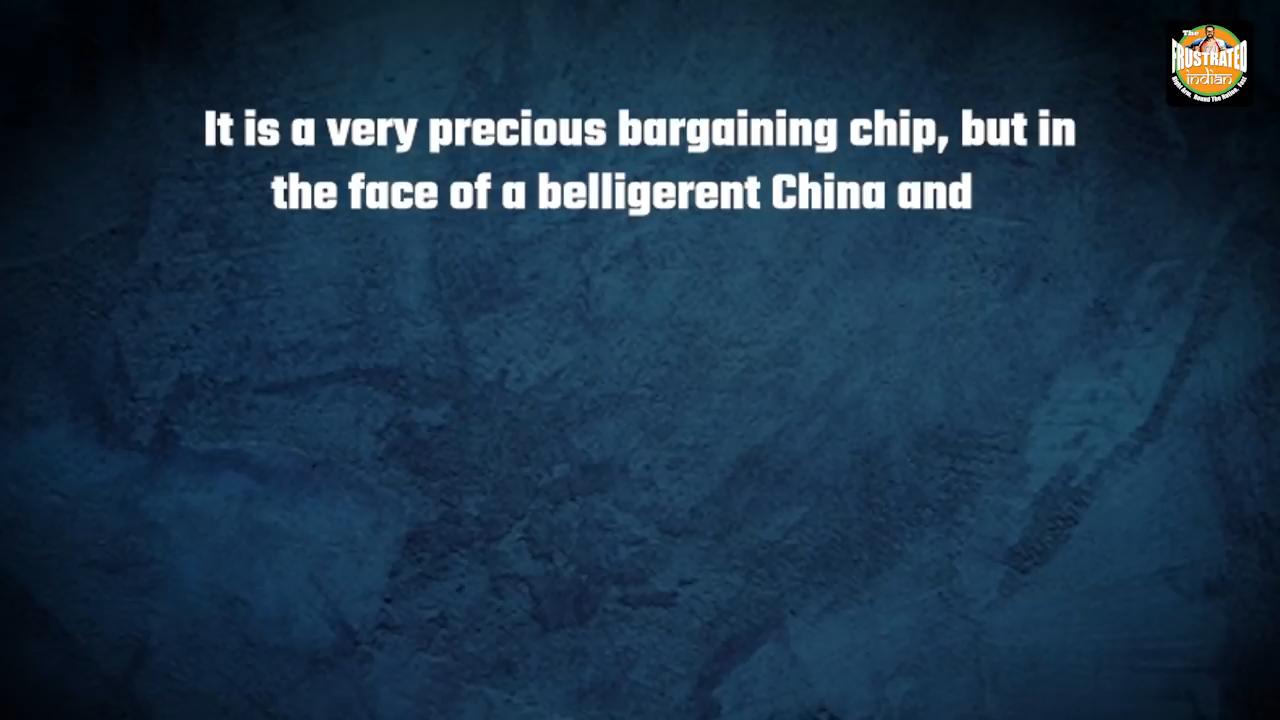 It is a very precious bargaining chip, but in
the face of a belligerent China and
The
FRUSTRATED
indian